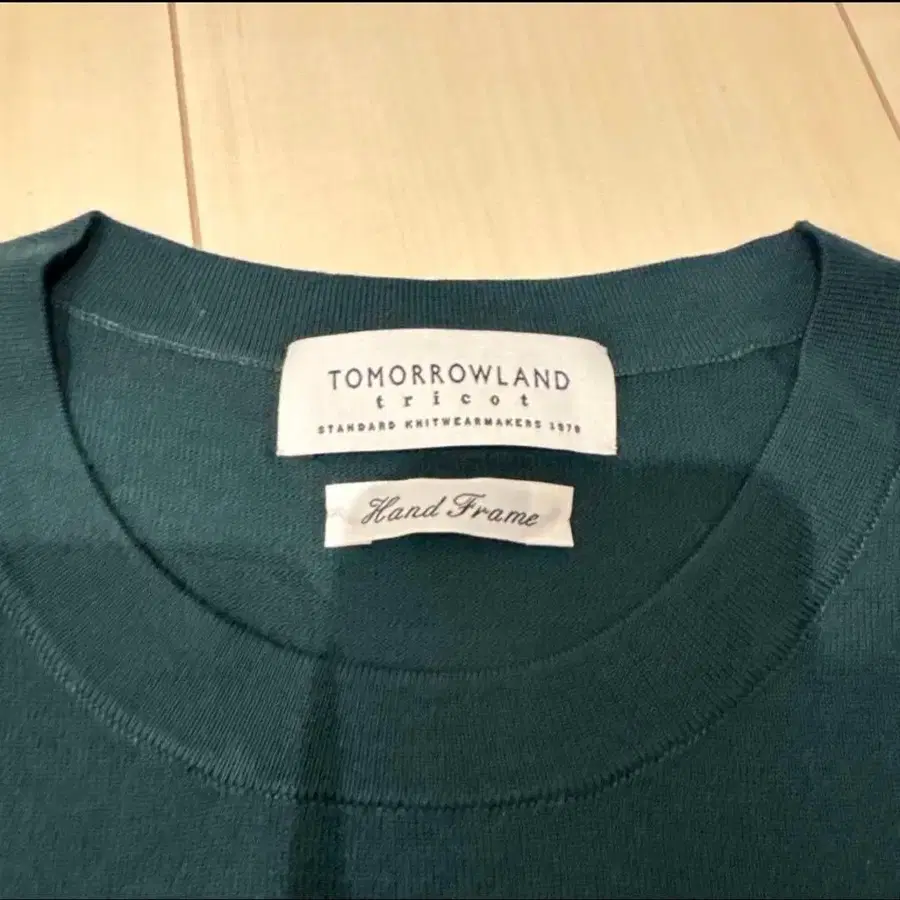 TOMORROWLAND
tricot
STANDARD KNITWEARMAKERS 1978
Hand Frame